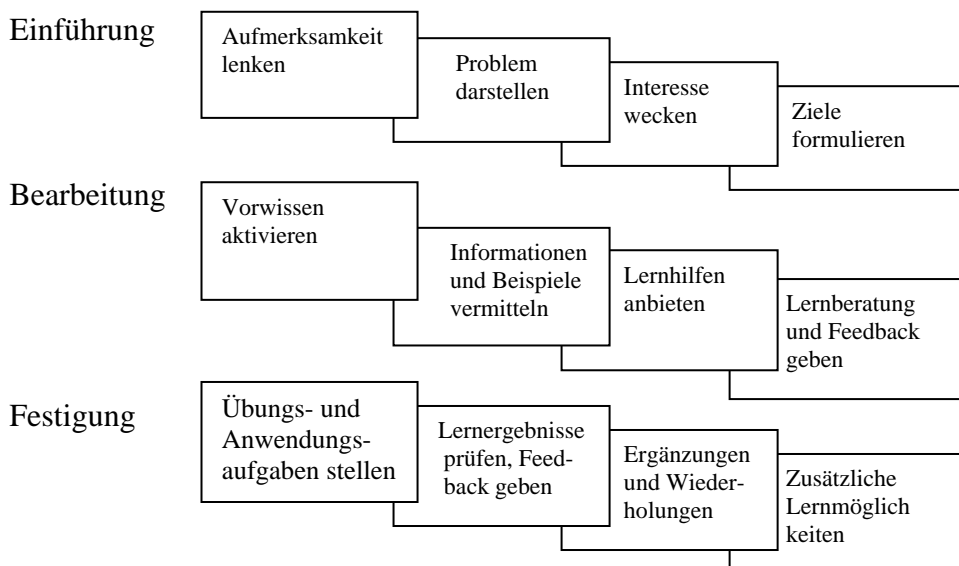 Einführung
Aufmerksamkeit
lenken
Problem
darstellen
Interesse
wecken
Ziele
formulieren
Bearbeitung
Vorwissen
aktivieren
Informationen
und Beispiele
vermitteln
Lernhilfen
anbieten
Lernberatung
und Feedback
geben
Festigung
Übungs- und
Anwendungs-
aufgaben stellen
Lernergebnisse
prüfen, Feed-
back geben
Ergänzungen
und Wieder-
holungen
Zusätzliche
Lernmöglich
keiten